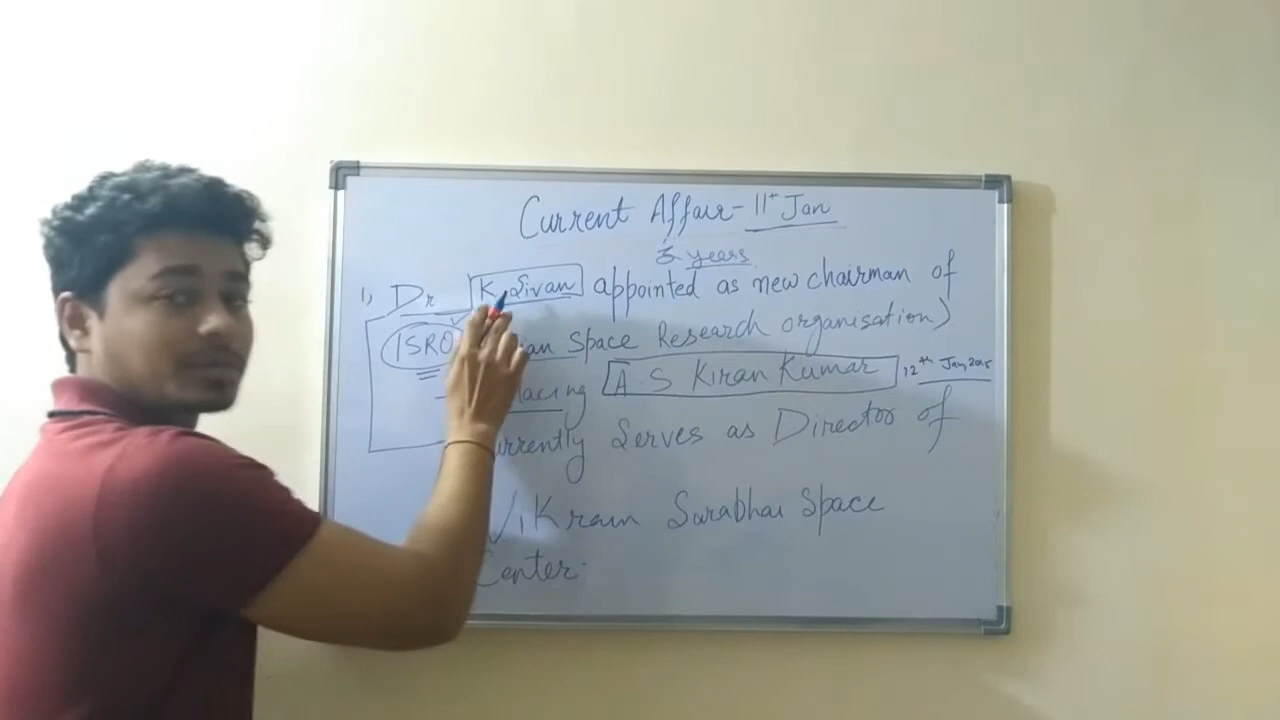 Current Affair - 11th Jan
3 years
1, Dr K. Sivan appointed as new chairman of
ISRO Space Research organisation)
A S Kiran Kumar 12th Jan, 2015
Serves as Director of
Vikram Sarabhai Space
Center.